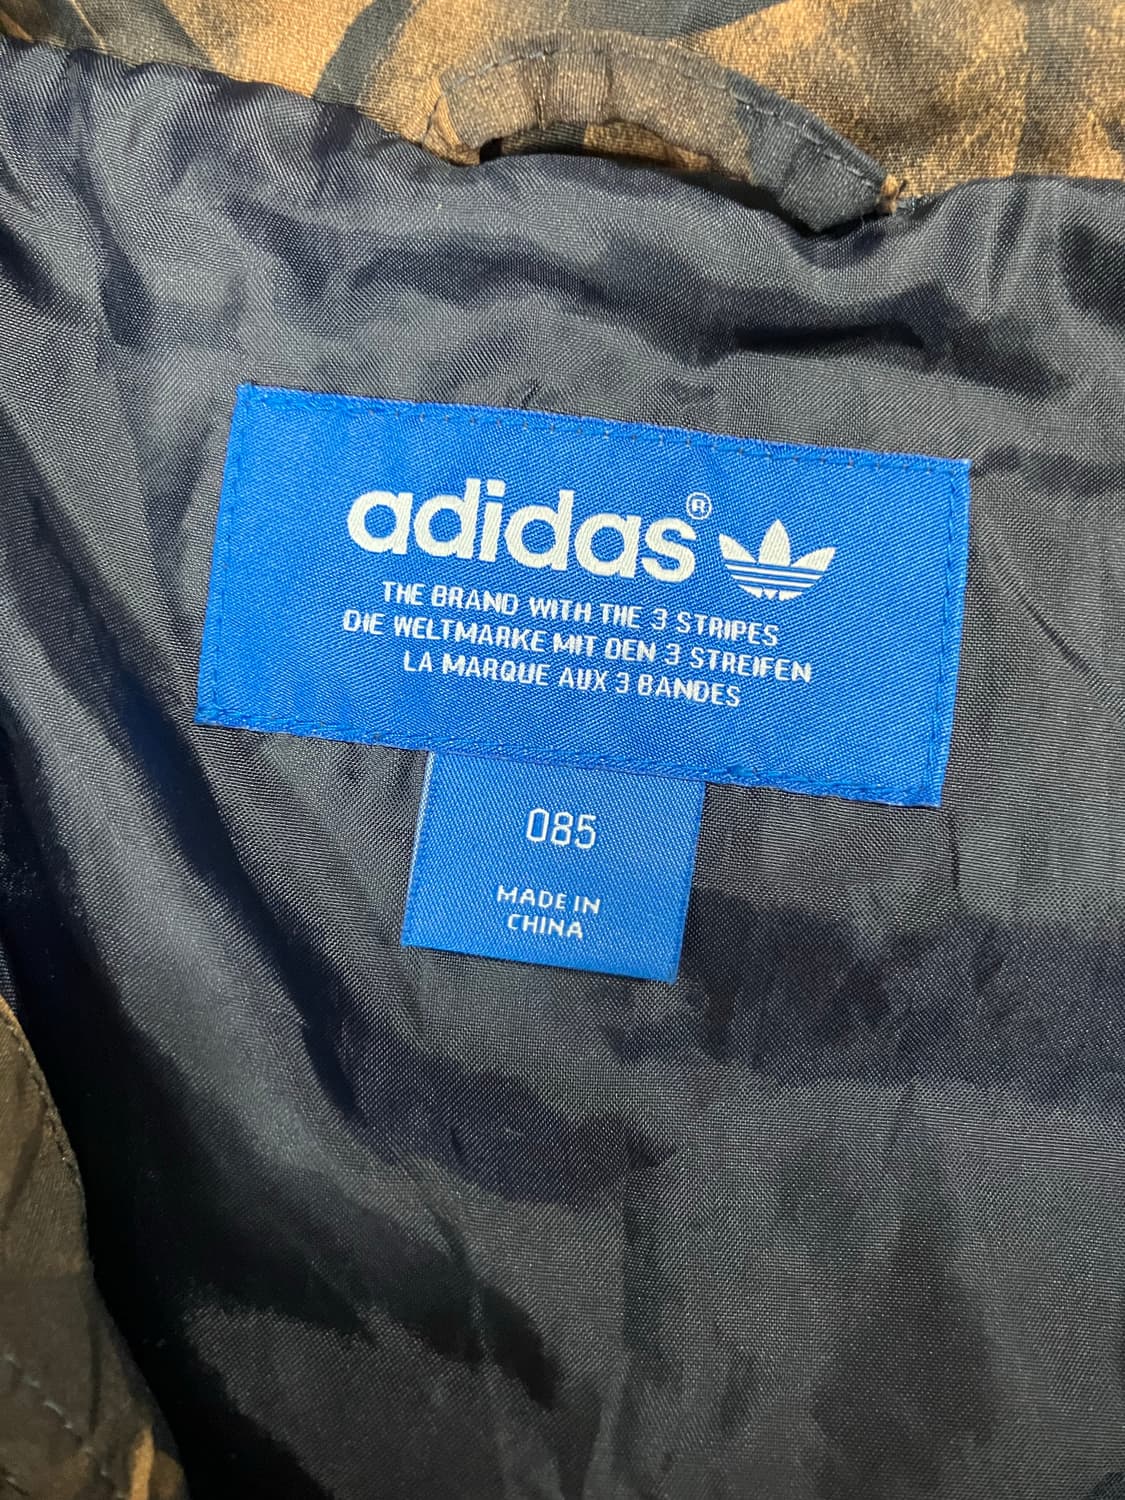 adidas®
THE BRAND WITH THE 3 STRIPES
DIE WELTMARKE MIT DEN 3 STREIFEN
LA MARQUE AUX 3 BANDES
085
MADE IN
CHINA